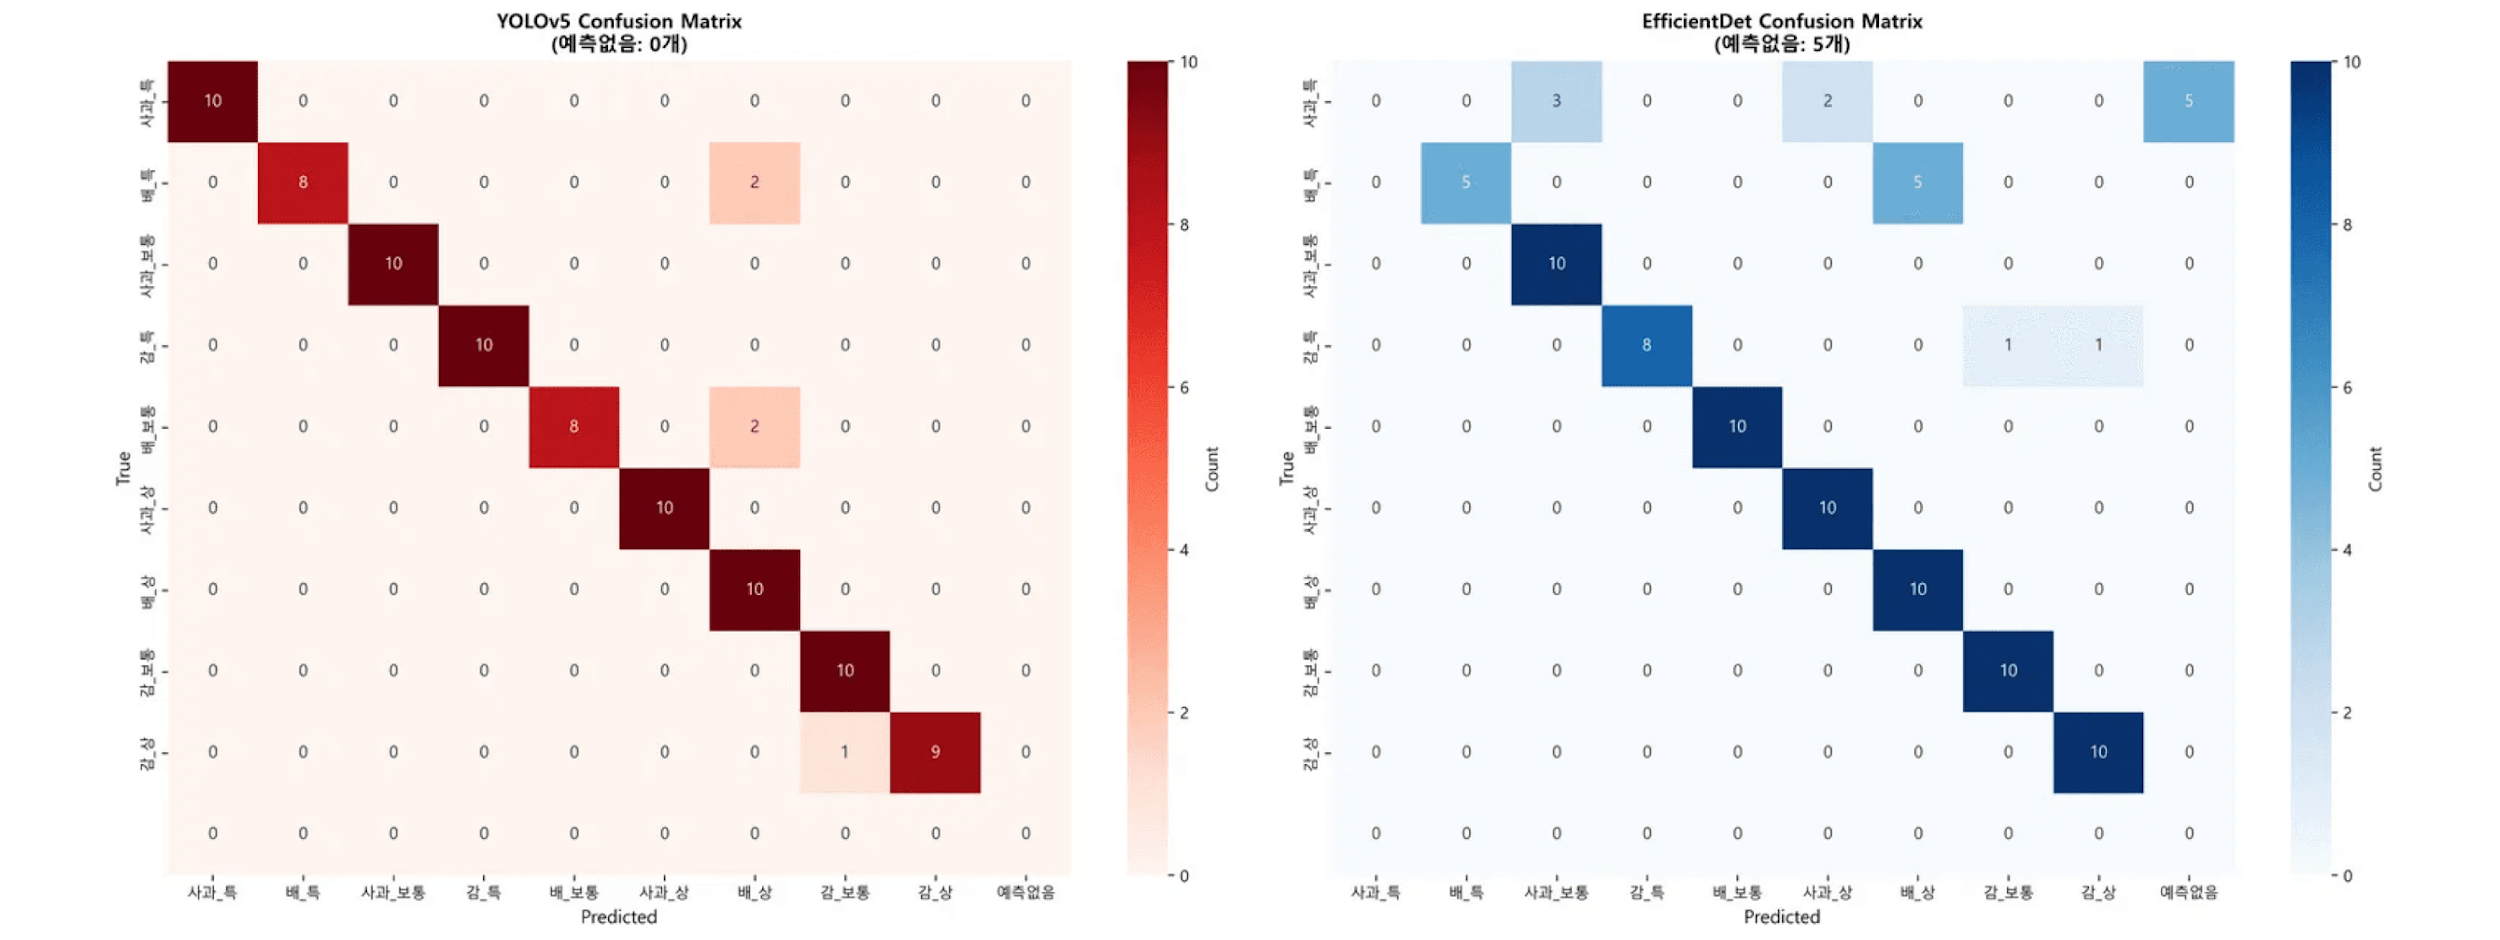 YOLOv5 Confusion Matrix
(예측없음: 0개)
사과_특 10 0 0 0 0 0 0 0 0 0
배_특 0 8 0 0 0 0 2 0 0 0
사과_보통 0 0 10 0 0 0 0 0 0 0
감_특 0 0 0 10 0 0 0 0 0 0
배_보통 0 0 0 0 8 0 2 0 0 0
사과_상 0 0 0 0 0 10 0 0 0 0
배_상 0 0 0 0 0 0 10 0 0 0
감_보통 0 0 0 0 0 0 0 10 0 0
감_상 0 0 0 0 0 0 0 1 9 0
0 0 0 0 0 0 0 0 0 0
True
사과_특 배_특 사과_보통 감_특 배_보통 사과_상 배_상 감_보통 감_상 예측없음
Predicted
10
8
6
4
2
0
Count
EfficientDet Confusion Matrix
(예측없음: 5개)
사과_특 0 0 3 0 0 2 0 0 0 5
배_특 0 5 0 0 0 0 5 0 0 0
사과_보통 0 0 10 0 0 0 0 0 0 0
감_특 0 0 0 8 0 0 0 1 1 0
배_보통 0 0 0 0 10 0 0 0 0 0
사과_상 0 0 0 0 0 10 0 0 0 0
배_상 0 0 0 0 0 0 10 0 0 0
감_보통 0 0 0 0 0 0 0 10 0 0
감_상 0 0 0 0 0 0 0 0 10 0
0 0 0 0 0 0 0 0 0 0
True
사과_특 배_특 사과_보통 감_특 배_보통 사과_상 배_상 감_보통 감_상 예측없음
Predicted
10
8
6
4
2
0
Count